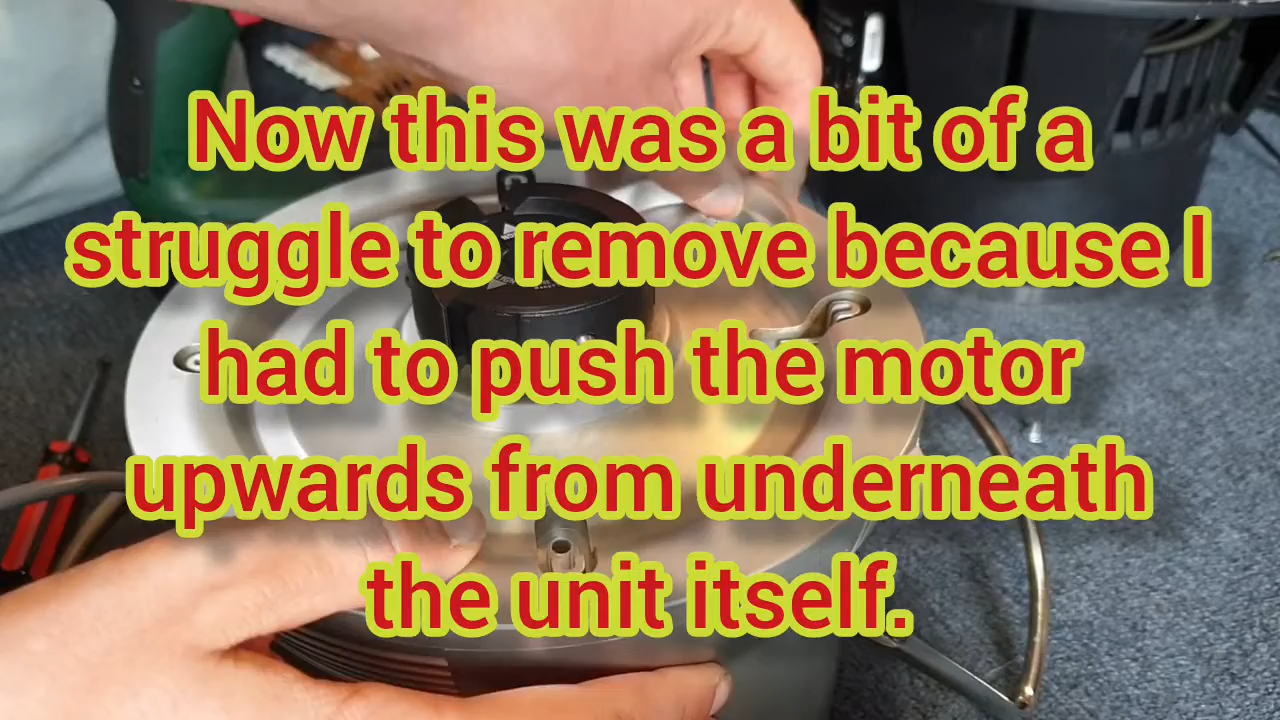 Now this was a bit of a
struggle to remove because I
had to push the motor
upwards from underneath
the unit itself.